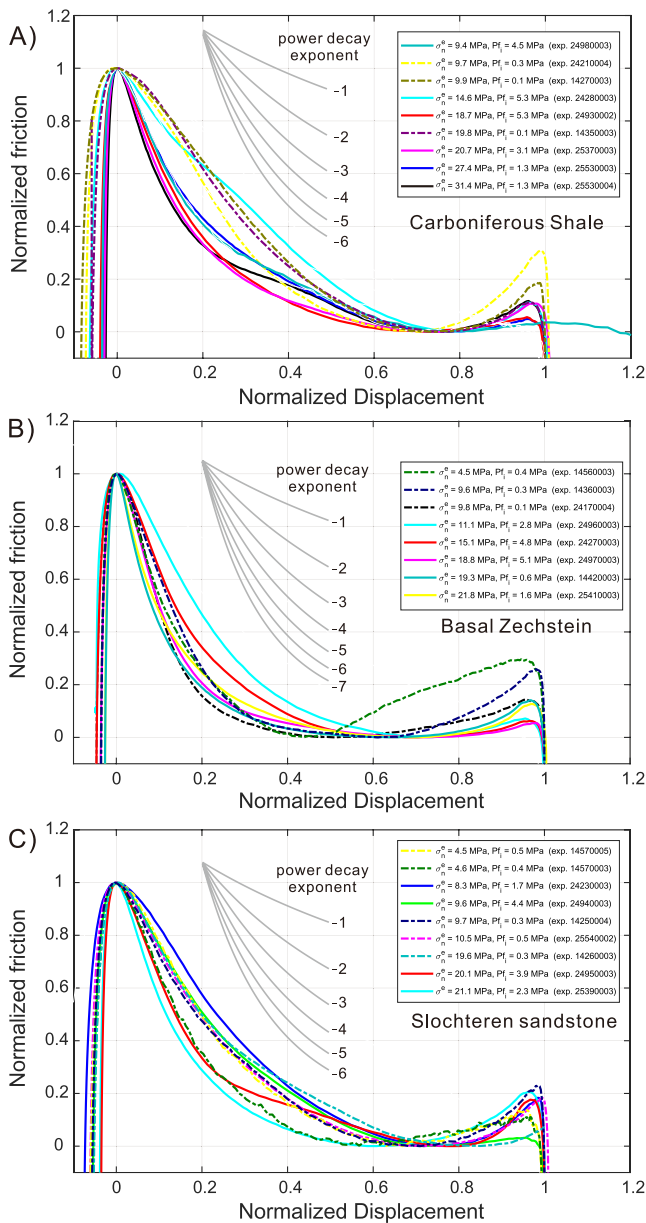 A)
1.2
1
0.8
0.6
0.4
0.2
0
Normalized friction
power decay
exponent
-1
-2
-3
-4
-5
-6
σₙᵉ = 9.4 MPa, Pfᵢ = 4.5 MPa (exp. 24980003)
σₙᵉ = 9.7 MPa, Pfᵢ = 0.3 MPa (exp. 24210004)
σₙᵉ = 9.9 MPa, Pfᵢ = 0.1 MPa (exp. 14270003)
σₙᵉ = 14.6 MPa, Pfᵢ = 5.3 MPa (exp. 24280003)
σₙᵉ = 18.7 MPa, Pfᵢ = 5.3 MPa (exp. 24930002)
σₙᵉ = 19.8 MPa, Pfᵢ = 0.1 MPa (exp. 14350003)
σₙᵉ = 20.7 MPa, Pfᵢ = 3.1 MPa (exp. 25370003)
σₙᵉ = 27.4 MPa, Pfᵢ = 1.3 MPa (exp. 25530003)
σₙᵉ = 31.4 MPa, Pfᵢ = 1.3 MPa (exp. 25530004)
Carboniferous Shale
0 0.2 0.4 0.6 0.8 1 1.2
Normalized Displacement
B)
1.2
1
0.8
0.6
0.4
0.2
0
Normalized friction
power decay
exponent
-1
-2
-3
-4
-5
-6
-7
σₙᵉ = 4.5 MPa, Pfᵢ = 0.4 MPa (exp. 14560003)
σₙᵉ = 9.6 MPa, Pfᵢ = 0.3 MPa (exp. 14360003)
σₙᵉ = 9.8 MPa, Pfᵢ = 0.1 MPa (exp. 24170004)
σₙᵉ = 11.1 MPa, Pfᵢ = 2.8 MPa (exp. 24960003)
σₙᵉ = 15.1 MPa, Pfᵢ = 4.8 MPa (exp. 24270003)
σₙᵉ = 18.8 MPa, Pfᵢ = 5.1 MPa (exp. 24970003)
σₙᵉ = 19.3 MPa, Pfᵢ = 0.6 MPa (exp. 14420003)
σₙᵉ = 21.8 MPa, Pfᵢ = 1.6 MPa (exp. 25410003)
Basal Zechstein
0 0.2 0.4 0.6 0.8 1 1.2
Normalized Displacement
C)
1.2
1
0.8
0.6
0.4
0.2
0
Normalized friction
power decay
exponent
-1
-2
-3
-4
-5
-6
σₙᵉ = 4.5 MPa, Pfᵢ = 0.5 MPa (exp. 14570005)
σₙᵉ = 4.6 MPa, Pfᵢ = 0.4 MPa (exp. 14570003)
σₙᵉ = 8.3 MPa, Pfᵢ = 1.7 MPa (exp. 24230003)
σₙᵉ = 9.6 MPa, Pfᵢ = 4.4 MPa (exp. 24940003)
σₙᵉ = 9.7 MPa, Pfᵢ = 0.3 MPa (exp. 14250004)
σₙᵉ = 10.5 MPa, Pfᵢ = 0.5 MPa (exp. 25540002)
σₙᵉ = 19.6 MPa, Pfᵢ = 0.3 MPa (exp. 14260003)
σₙᵉ = 20.1 MPa, Pfᵢ = 3.9 MPa (exp. 24950003)
σₙᵉ = 21.1 MPa, Pfᵢ = 2.3 MPa (exp. 25390003)
Slochteren sandstone
0 0.2 0.4 0.6 0.8 1 1.2
Normalized Displacement